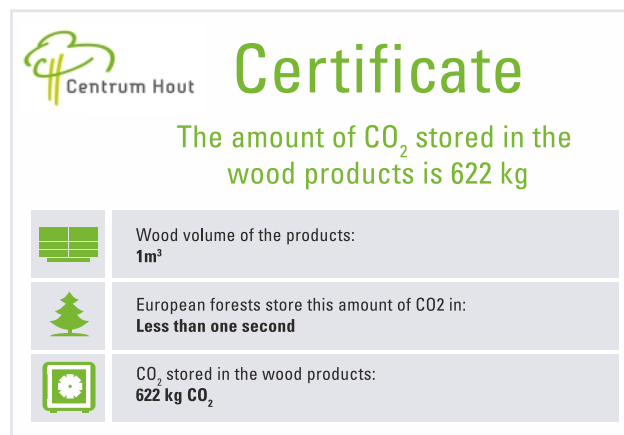 Centrum Hout
Certificate
The amount of CO₂ stored in the
wood products is 622 kg
Wood volume of the products:
1m³
European forests store this amount of CO2 in:
Less than one second
CO₂ stored in the wood products:
622 kg CO₂